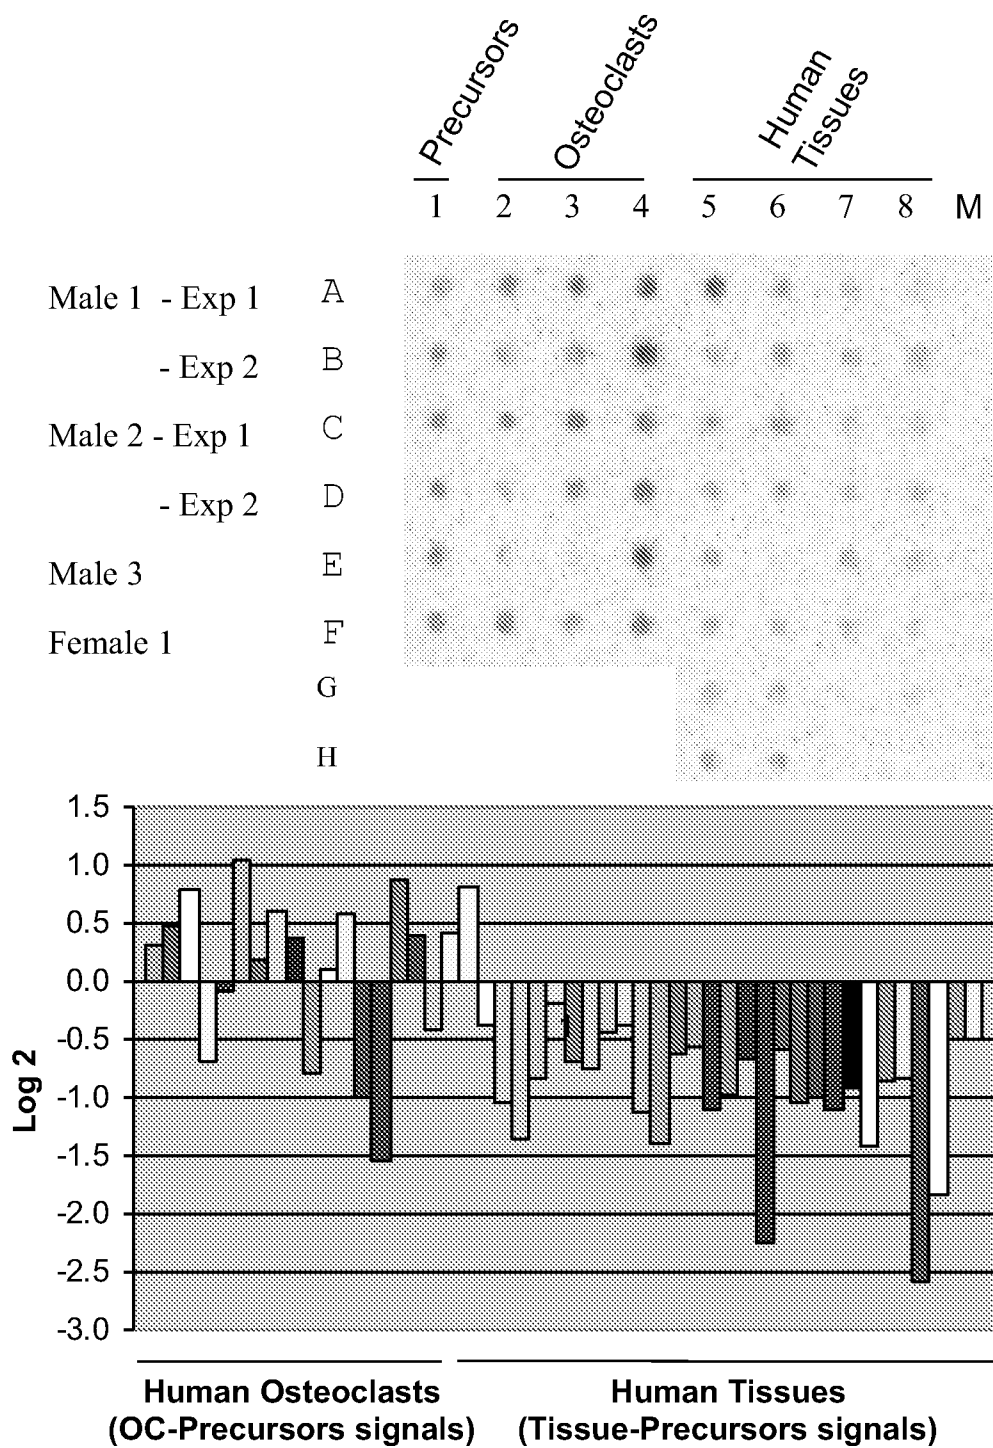 Precursors
Osteoclasts
Human
Tissues
1 2 3 4 5 6 7 8 M
Male 1 - Exp 1 A
- Exp 2 B
Male 2 - Exp 1 C
- Exp 2 D
Male 3 E
Female 1 F
G
H
1.5
1.0
0.5
0.0
-0.5
-1.0
-1.5
-2.0
-2.5
-3.0
Log 2
Human Osteoclasts
(OC-Precursors signals)
Human Tissues
(Tissue-Precursors signals)